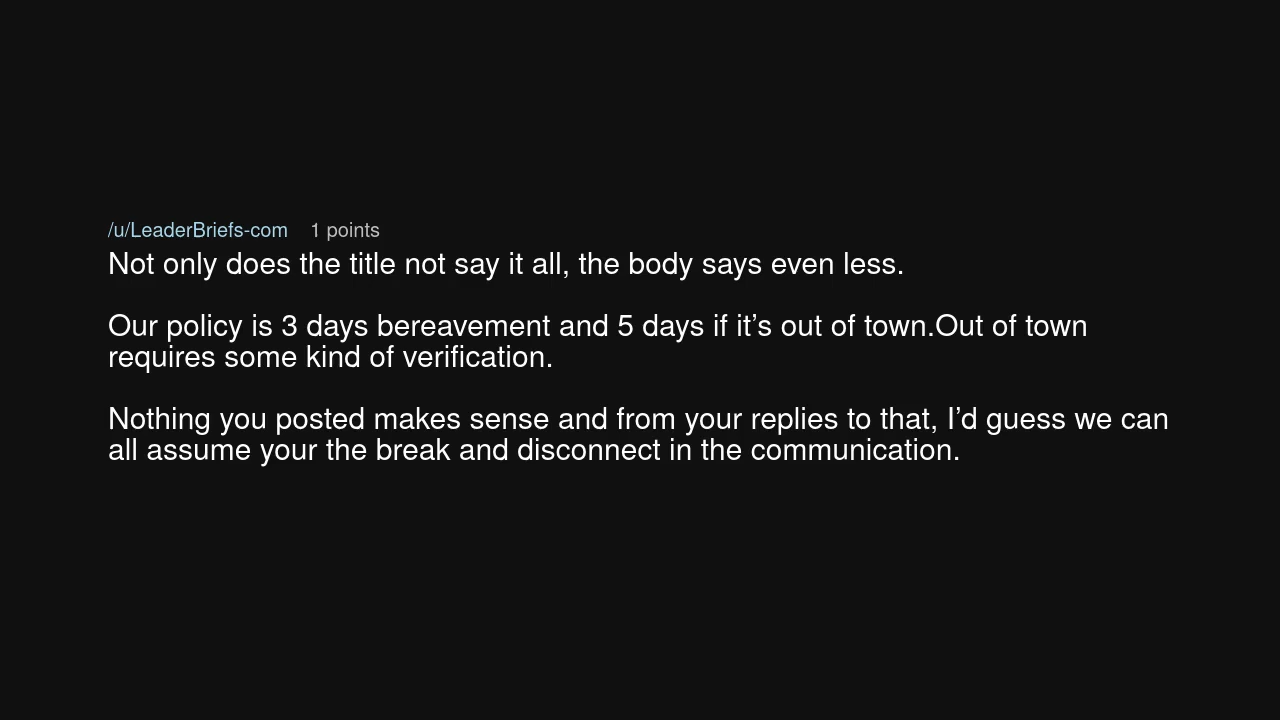 /u/LeaderBriefs-com 1 points
Not only does the title not say it all, the body says even less.
Our policy is 3 days bereavement and 5 days if it’s out of town.Out of town
requires some kind of verification.
Nothing you posted makes sense and from your replies to that, I’d guess we can
all assume your the break and disconnect in the communication.